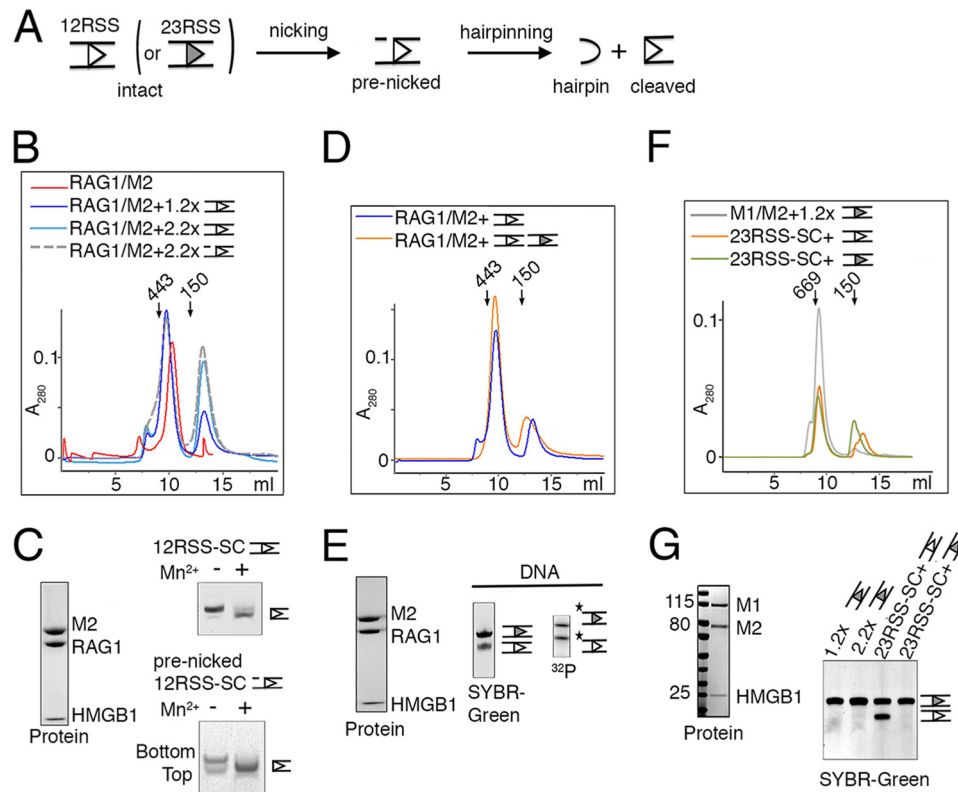 A
12RSS
23RSS
or
intact
nicking
pre-nicked
hairpinning
hairpin
+
cleaved
B
RAG1/M2
RAG1/M2+1.2x
RAG1/M2+2.2x
RAG1/M2+2.2x
443
150
0.1
0
A280
5
10
15
ml
D
RAG1/M2+
RAG1/M2+
443
150
0.1
0
A280
5
10
15
ml
F
M1/M2+1.2x
23RSS-SC+
23RSS-SC+
669
150
0.1
0
A280
5
10
15
ml
C
M2
RAG1
HMGB1
Protein
12RSS-SC
Mn2+
- +
pre-nicked
12RSS-SC
Mn2+
- +
Bottom
Top
E
M2
RAG1
HMGB1
Protein
DNA
SYBR-
Green
32P
★
★
G
115
80
25
M1
M2
HMGB1
Protein
1.2x
2.2x
23RSS-SC+
23RSS-SC+
SYBR-Green